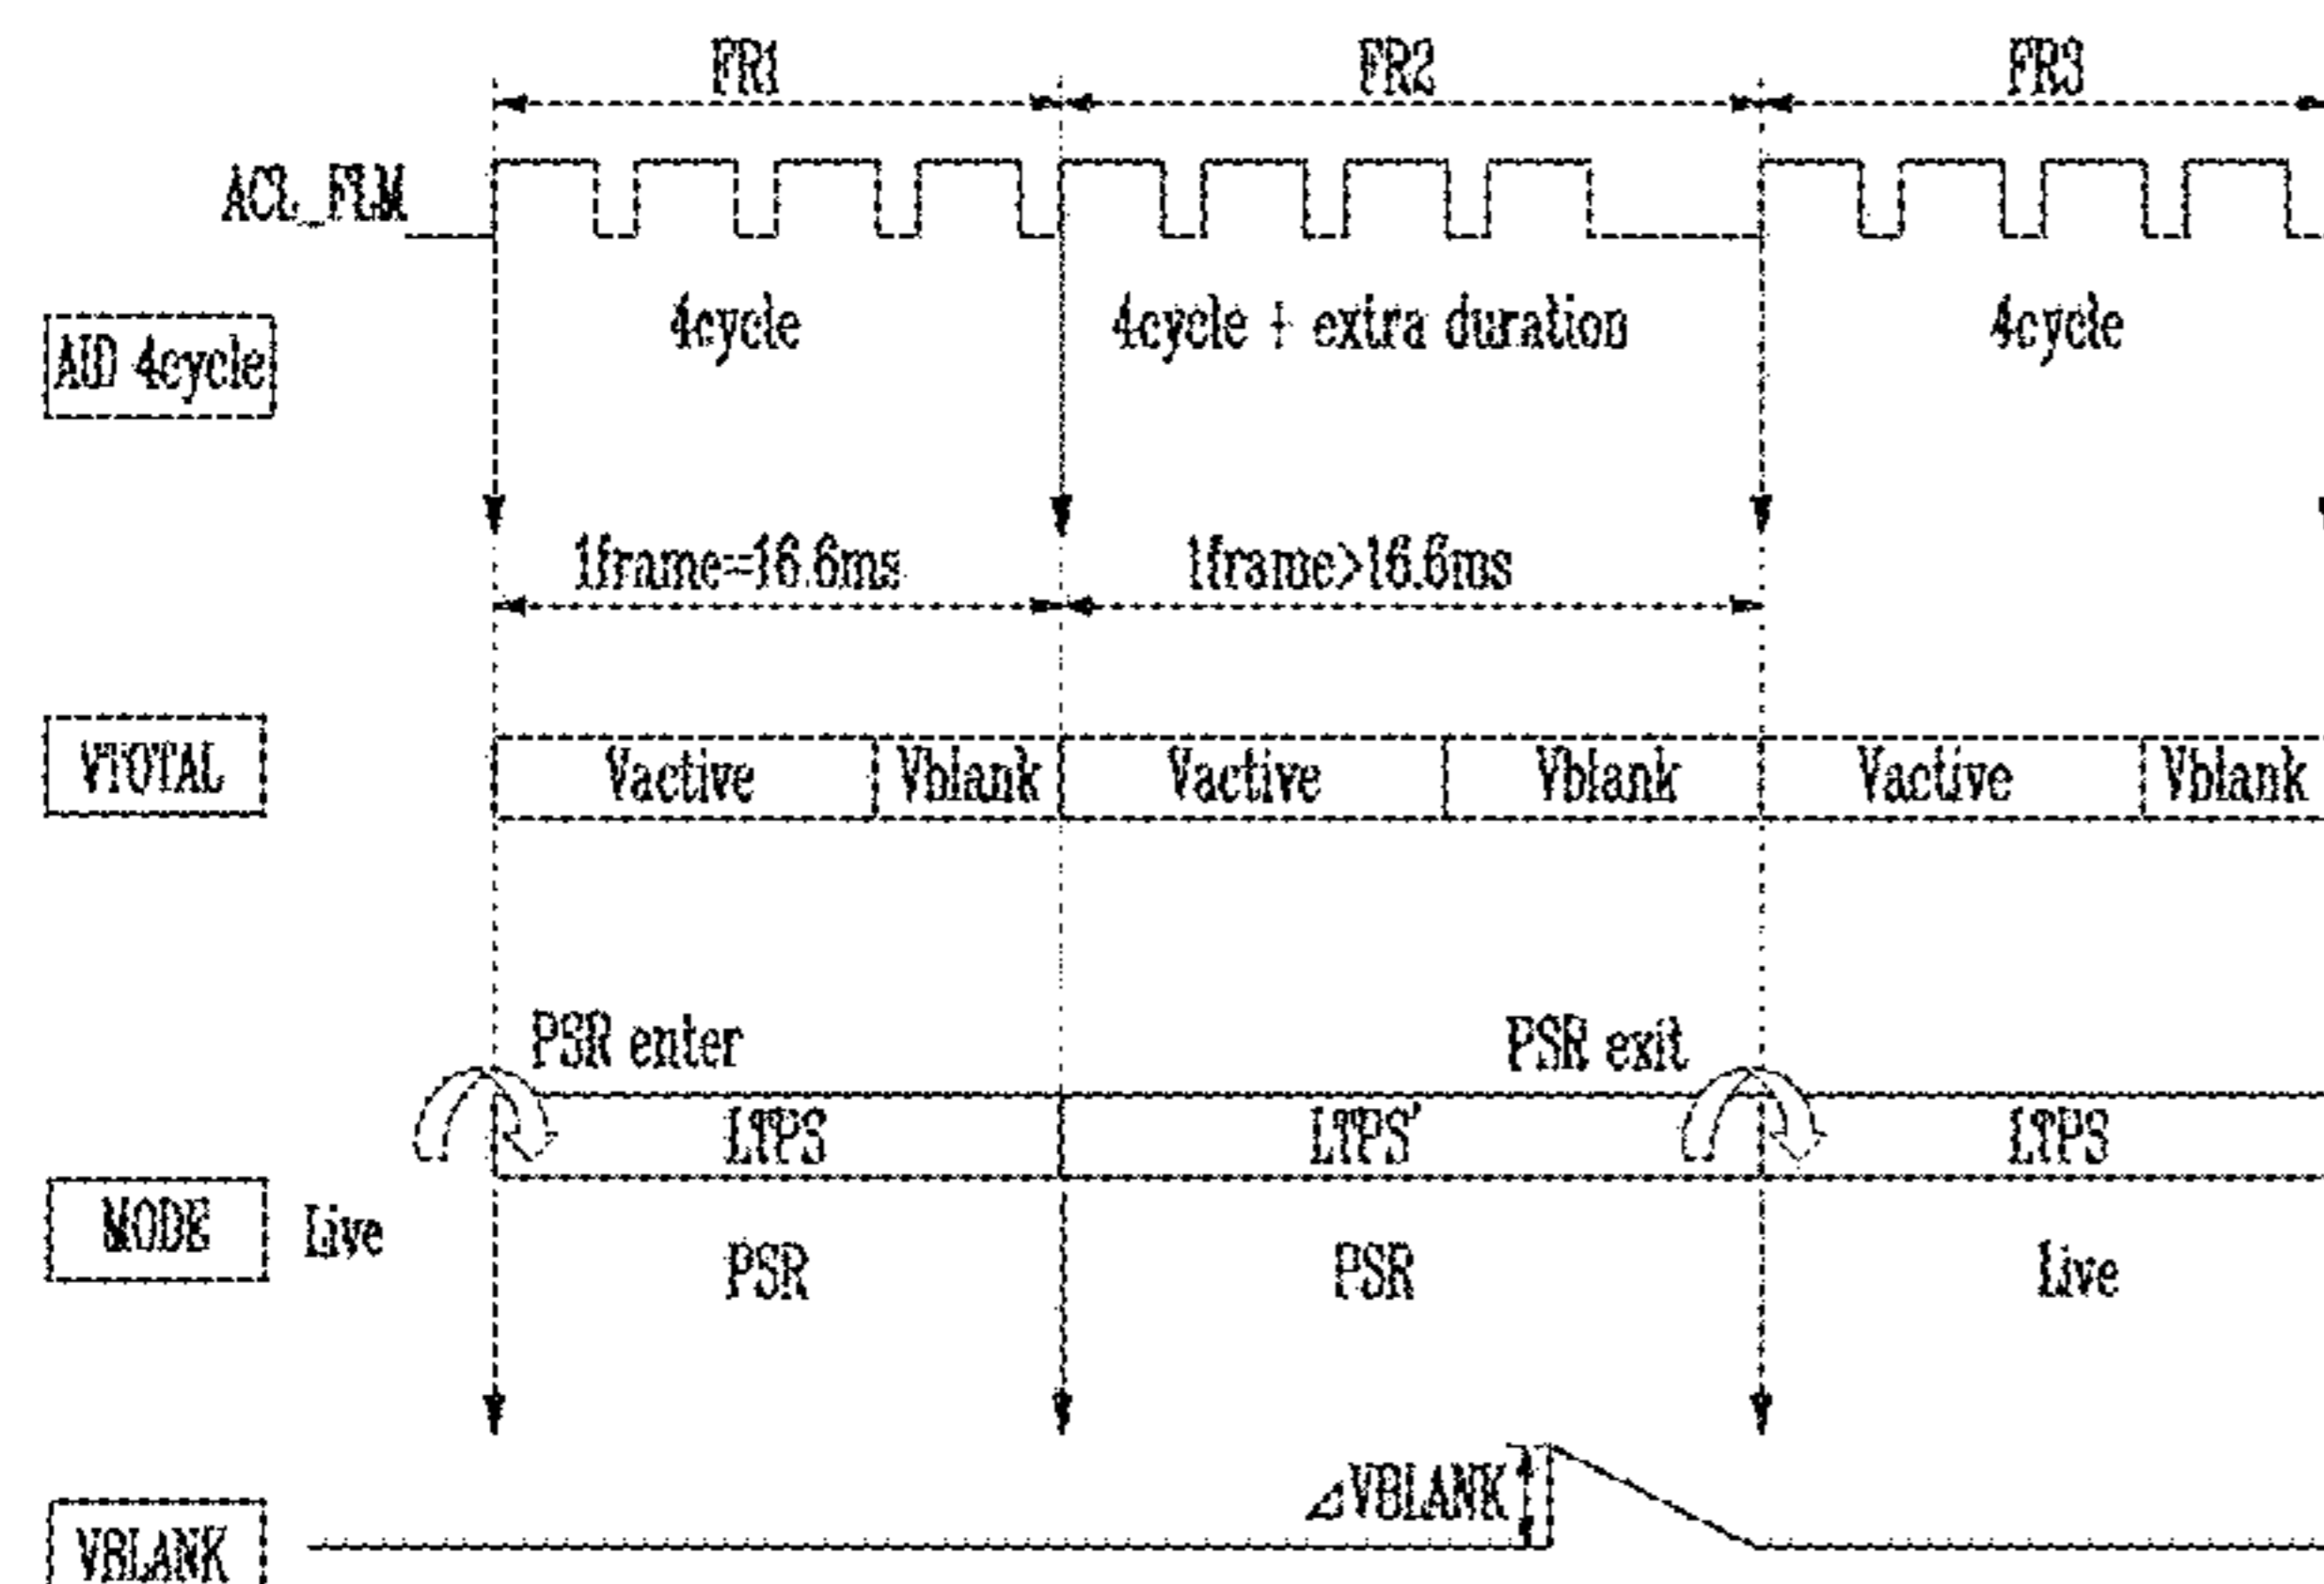 FR1 FR2 FR3
ACL_FLM
4cycle 4cycle + extra duration 4cycle
AID 4cycle
1frame=16.6ms 1frame>16.6ms
VTOTAL Vactive Vblank Vactive Vblank Vactive Vblank
PSR enter PSR exit
LTPS LTPS' LTPS
MODE Live PSR PSR Live
⊿VBLANK
VBLANK